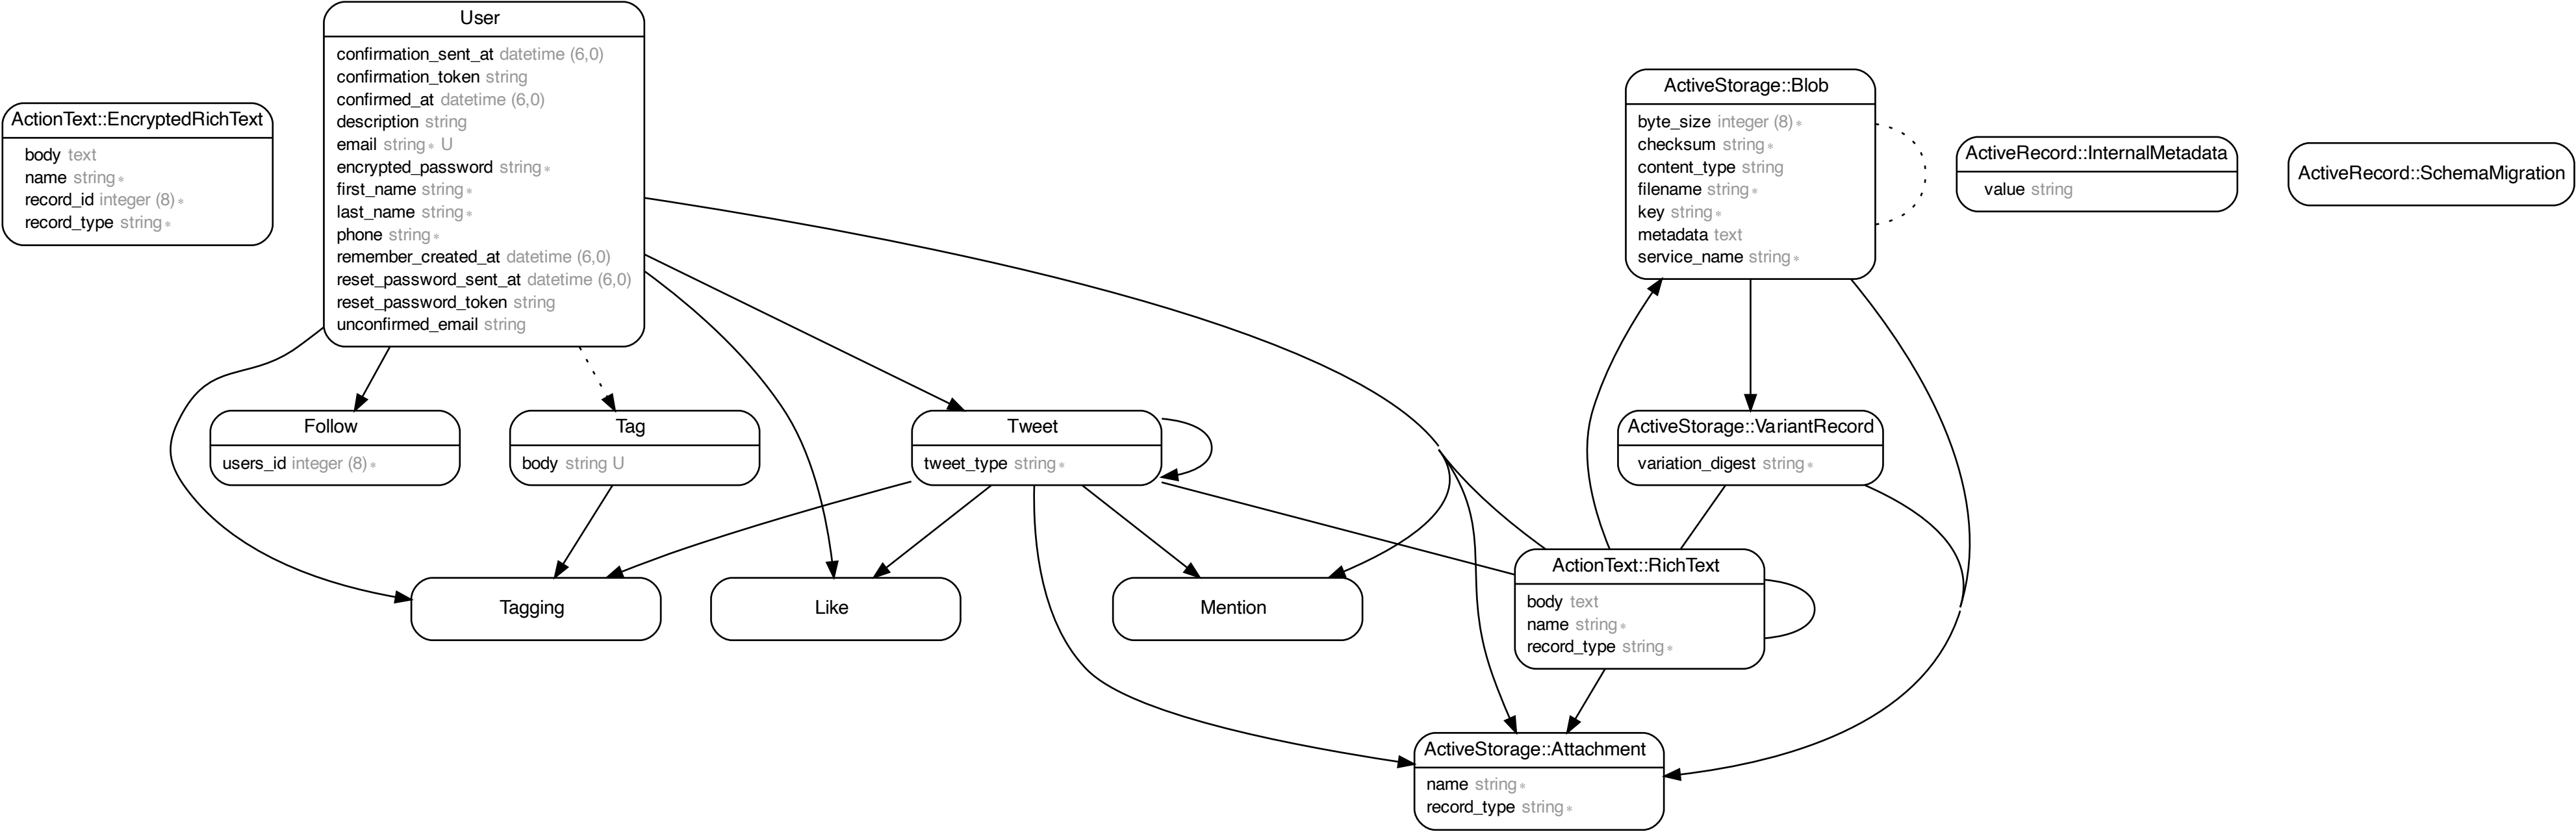 ActionText::EncryptedRichText
body text
name string *
record_id integer (8) *
record_type string *
User
confirmation_sent_at datetime (6,0)
confirmation_token string
confirmed_at datetime (6,0)
description string
email string * U
encrypted_password string *
first_name string *
last_name string *
phone string *
remember_created_at datetime (6,0)
reset_password_sent_at datetime (6,0)
reset_password_token string
unconfirmed_email string
ActiveStorage::Blob
byte_size integer (8) *
checksum string *
content_type string
filename string *
key string *
metadata text
service_name string *
ActiveRecord::InternalMetadata
value string
ActiveRecord::SchemaMigration
Follow
users_id integer (8) *
Tag
body string U
Tweet
tweet_type string *
ActiveStorage::VariantRecord
variation_digest string *
Tagging
Like
Mention
ActionText::RichText
body text
name string *
record_type string *
ActiveStorage::Attachment
name string *
record_type string *